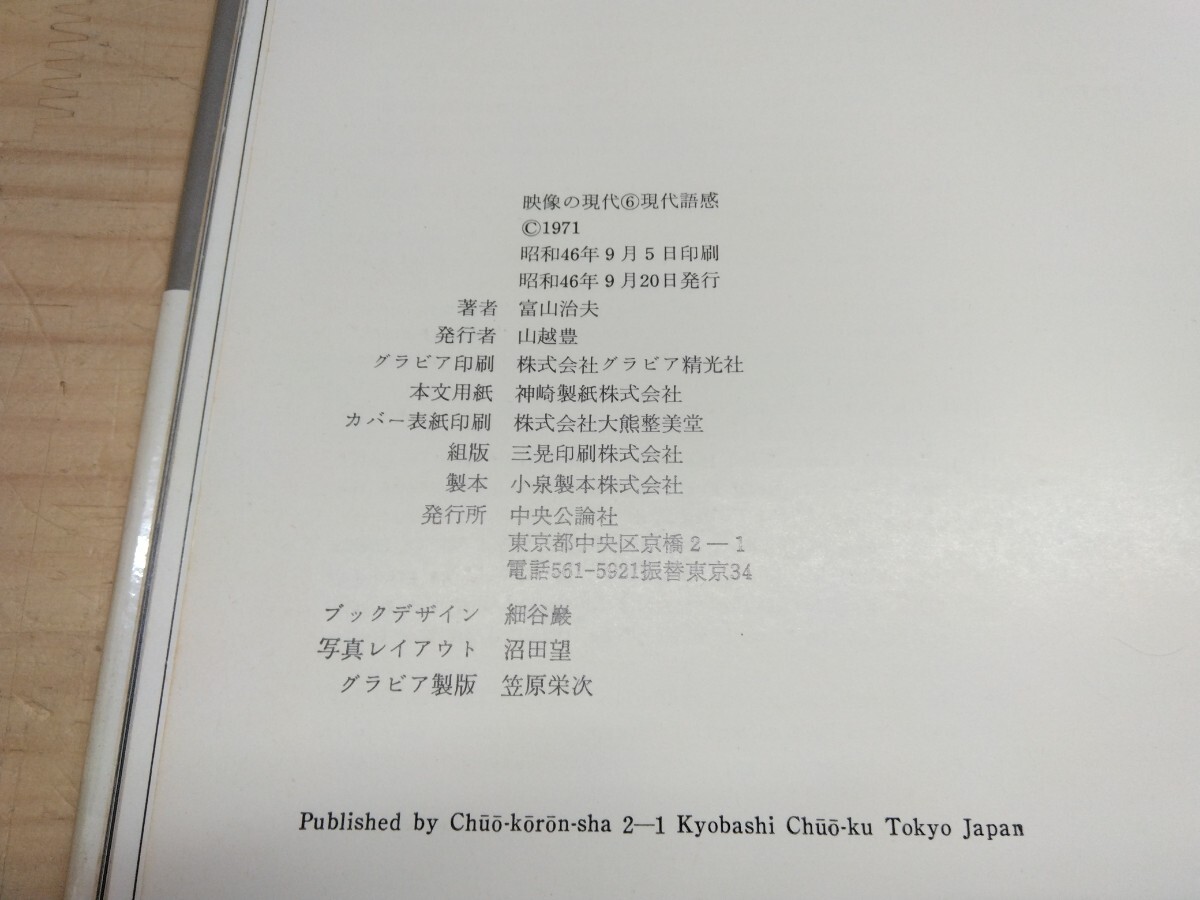 映像の現代⑥現代語感
©1971
昭和46年9月5日印刷
昭和46年9月20日発行
著者 富山治夫
発行者 山越豊
グラビア印刷 株式会社グラビア精光社
本文用紙 神崎製紙株式会社
カバー表紙印刷 株式会社大熊整美堂
組版 三晃印刷株式会社
製本 小泉製本株式会社
発行所 中央公論社
東京都中央区京橋2―1
電話561-5921振替東京34
ブックデザイン 細谷巖
写真レイアウト 沼田望
グラビア製版 笠原栄次
Published by Chūō-kōrōn-sha 2―1 Kyobashi Chūō-ku Tokyo Japan